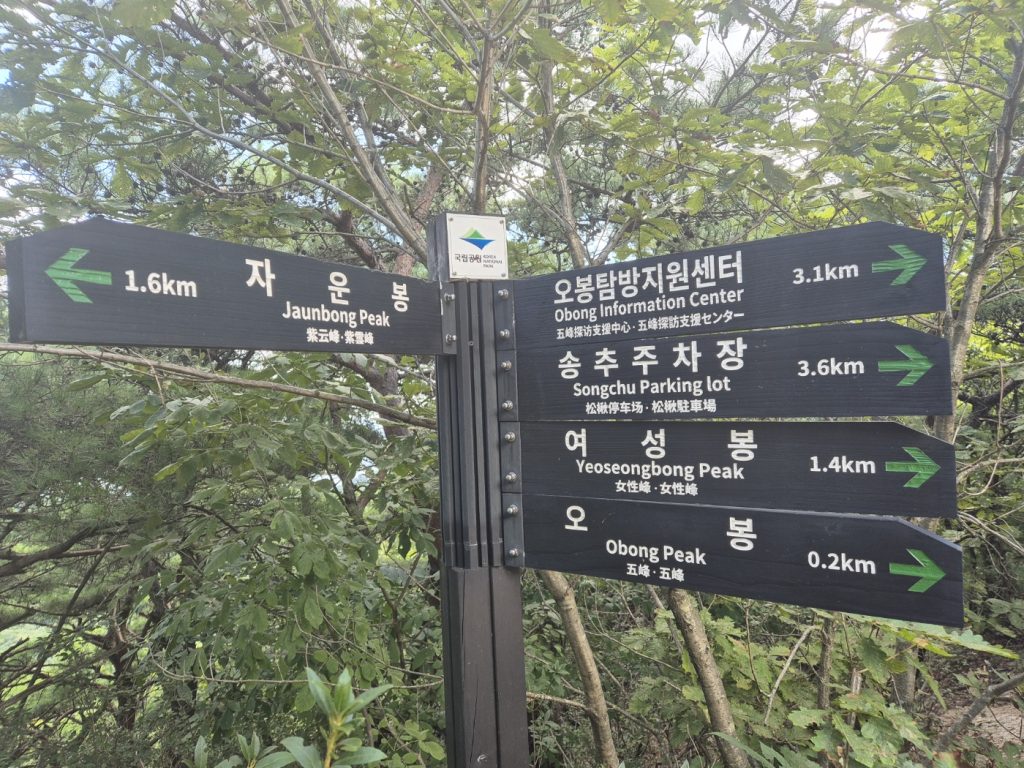 국립공원
KOREA
NATIONAL
PARK
1.6km
자운봉
Jaunbong Peak
紫云峰·紫雲峰
오봉탐방지원센터
Obong Information Center
五峰探访支援中心·五峰探訪支援センター
3.1km
송추주차장
Songchu Parking lot
松楸停车场·松楸駐車場
3.6km
여성봉
Yeoseongbong Peak
女性峰·女性峰
1.4km
오봉
Obong Peak
五峰·五峰
0.2km